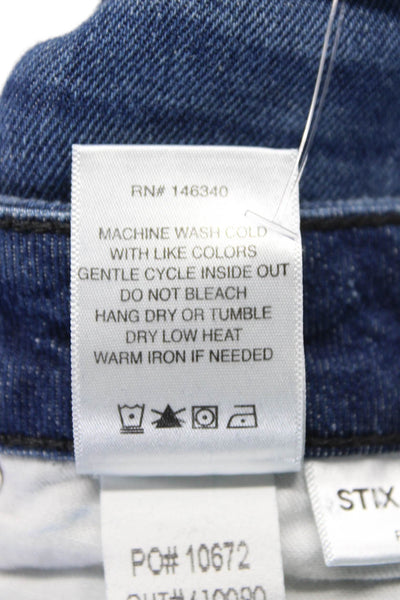 RN# 146340
MACHINE WASH COLD
WITH LIKE COLORS
GENTLE CYCLE INSIDE OUT
DO NOT BLEACH
HANG DRY OR TUMBLE
DRY LOW HEAT
WARM IRON IF NEEDED
STIX
PO# 10672